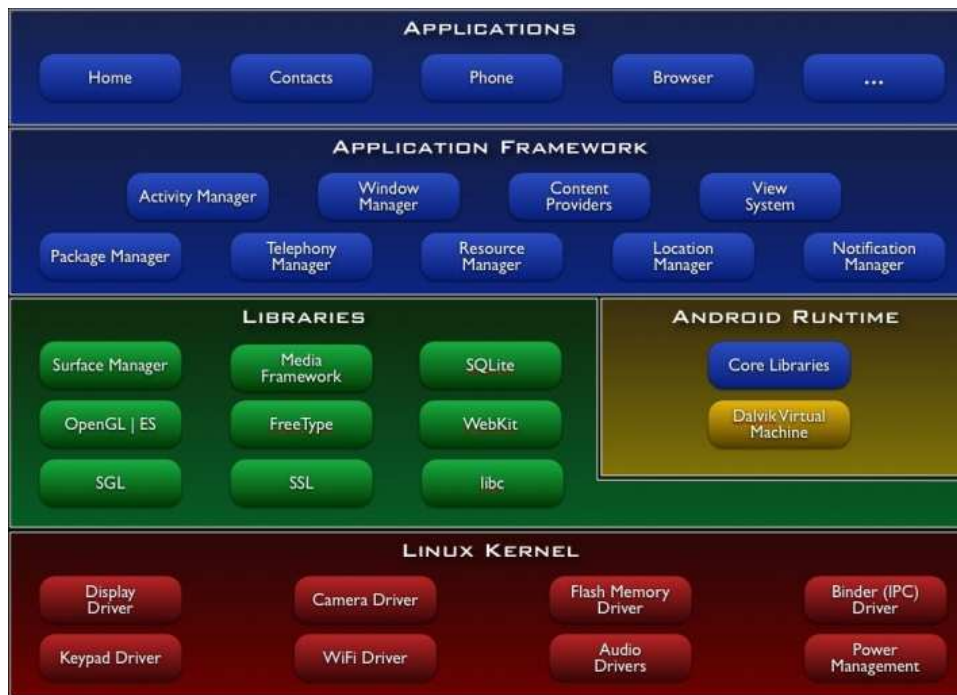 APPLICATIONS
Home
Contacts
Phone
Browser
...
APPLICATION FRAMEWORK
Activity Manager
Window
Manager
Content
Providers
View
System
Package Manager
Telephony
Manager
Resource
Manager
Location
Manager
Notification
Manager
LIBRARIES
Surface Manager
Media
Framework
SQLite
OpenGL | ES
FreeType
WebKit
SGL
SSL
libc
ANDROID RUNTIME
Core Libraries
Dalvik Virtual
Machine
LINUX KERNEL
Display
Driver
Camera Driver
Flash Memory
Driver
Binder (IPC)
Driver
Keypad Driver
WiFi Driver
Audio
Drivers
Power
Management